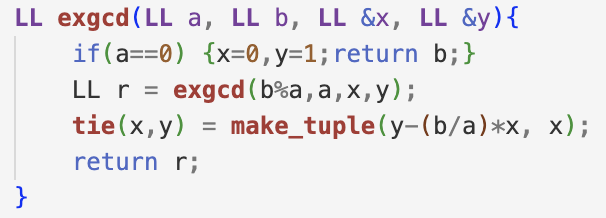 LL exgcd(LL a, LL b, LL &x, LL &y){
    if(a==0) {x=0,y=1;return b;}
    LL r = exgcd(b%a,a,x,y);
    tie(x,y) = make_tuple(y-(b/a)*x, x);
    return r;
}